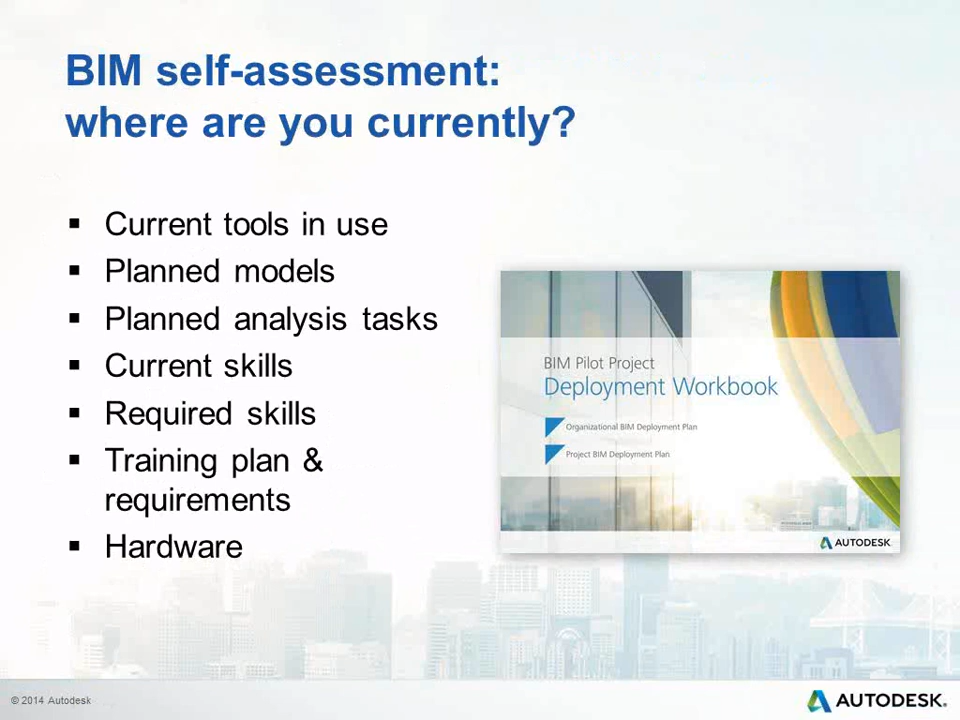 BIM self-assessment:
where are you currently?
▪ Current tools in use
▪ Planned models
▪ Planned analysis tasks
▪ Current skills
▪ Required skills
▪ Training plan &
requirements
▪ Hardware
BIM Pilot Project
Deployment Workbook
Organizational BIM Deployment Plan
Project BIM Deployment Plan
AUTODESK
© 2014 Autodesk
AUTODESK.